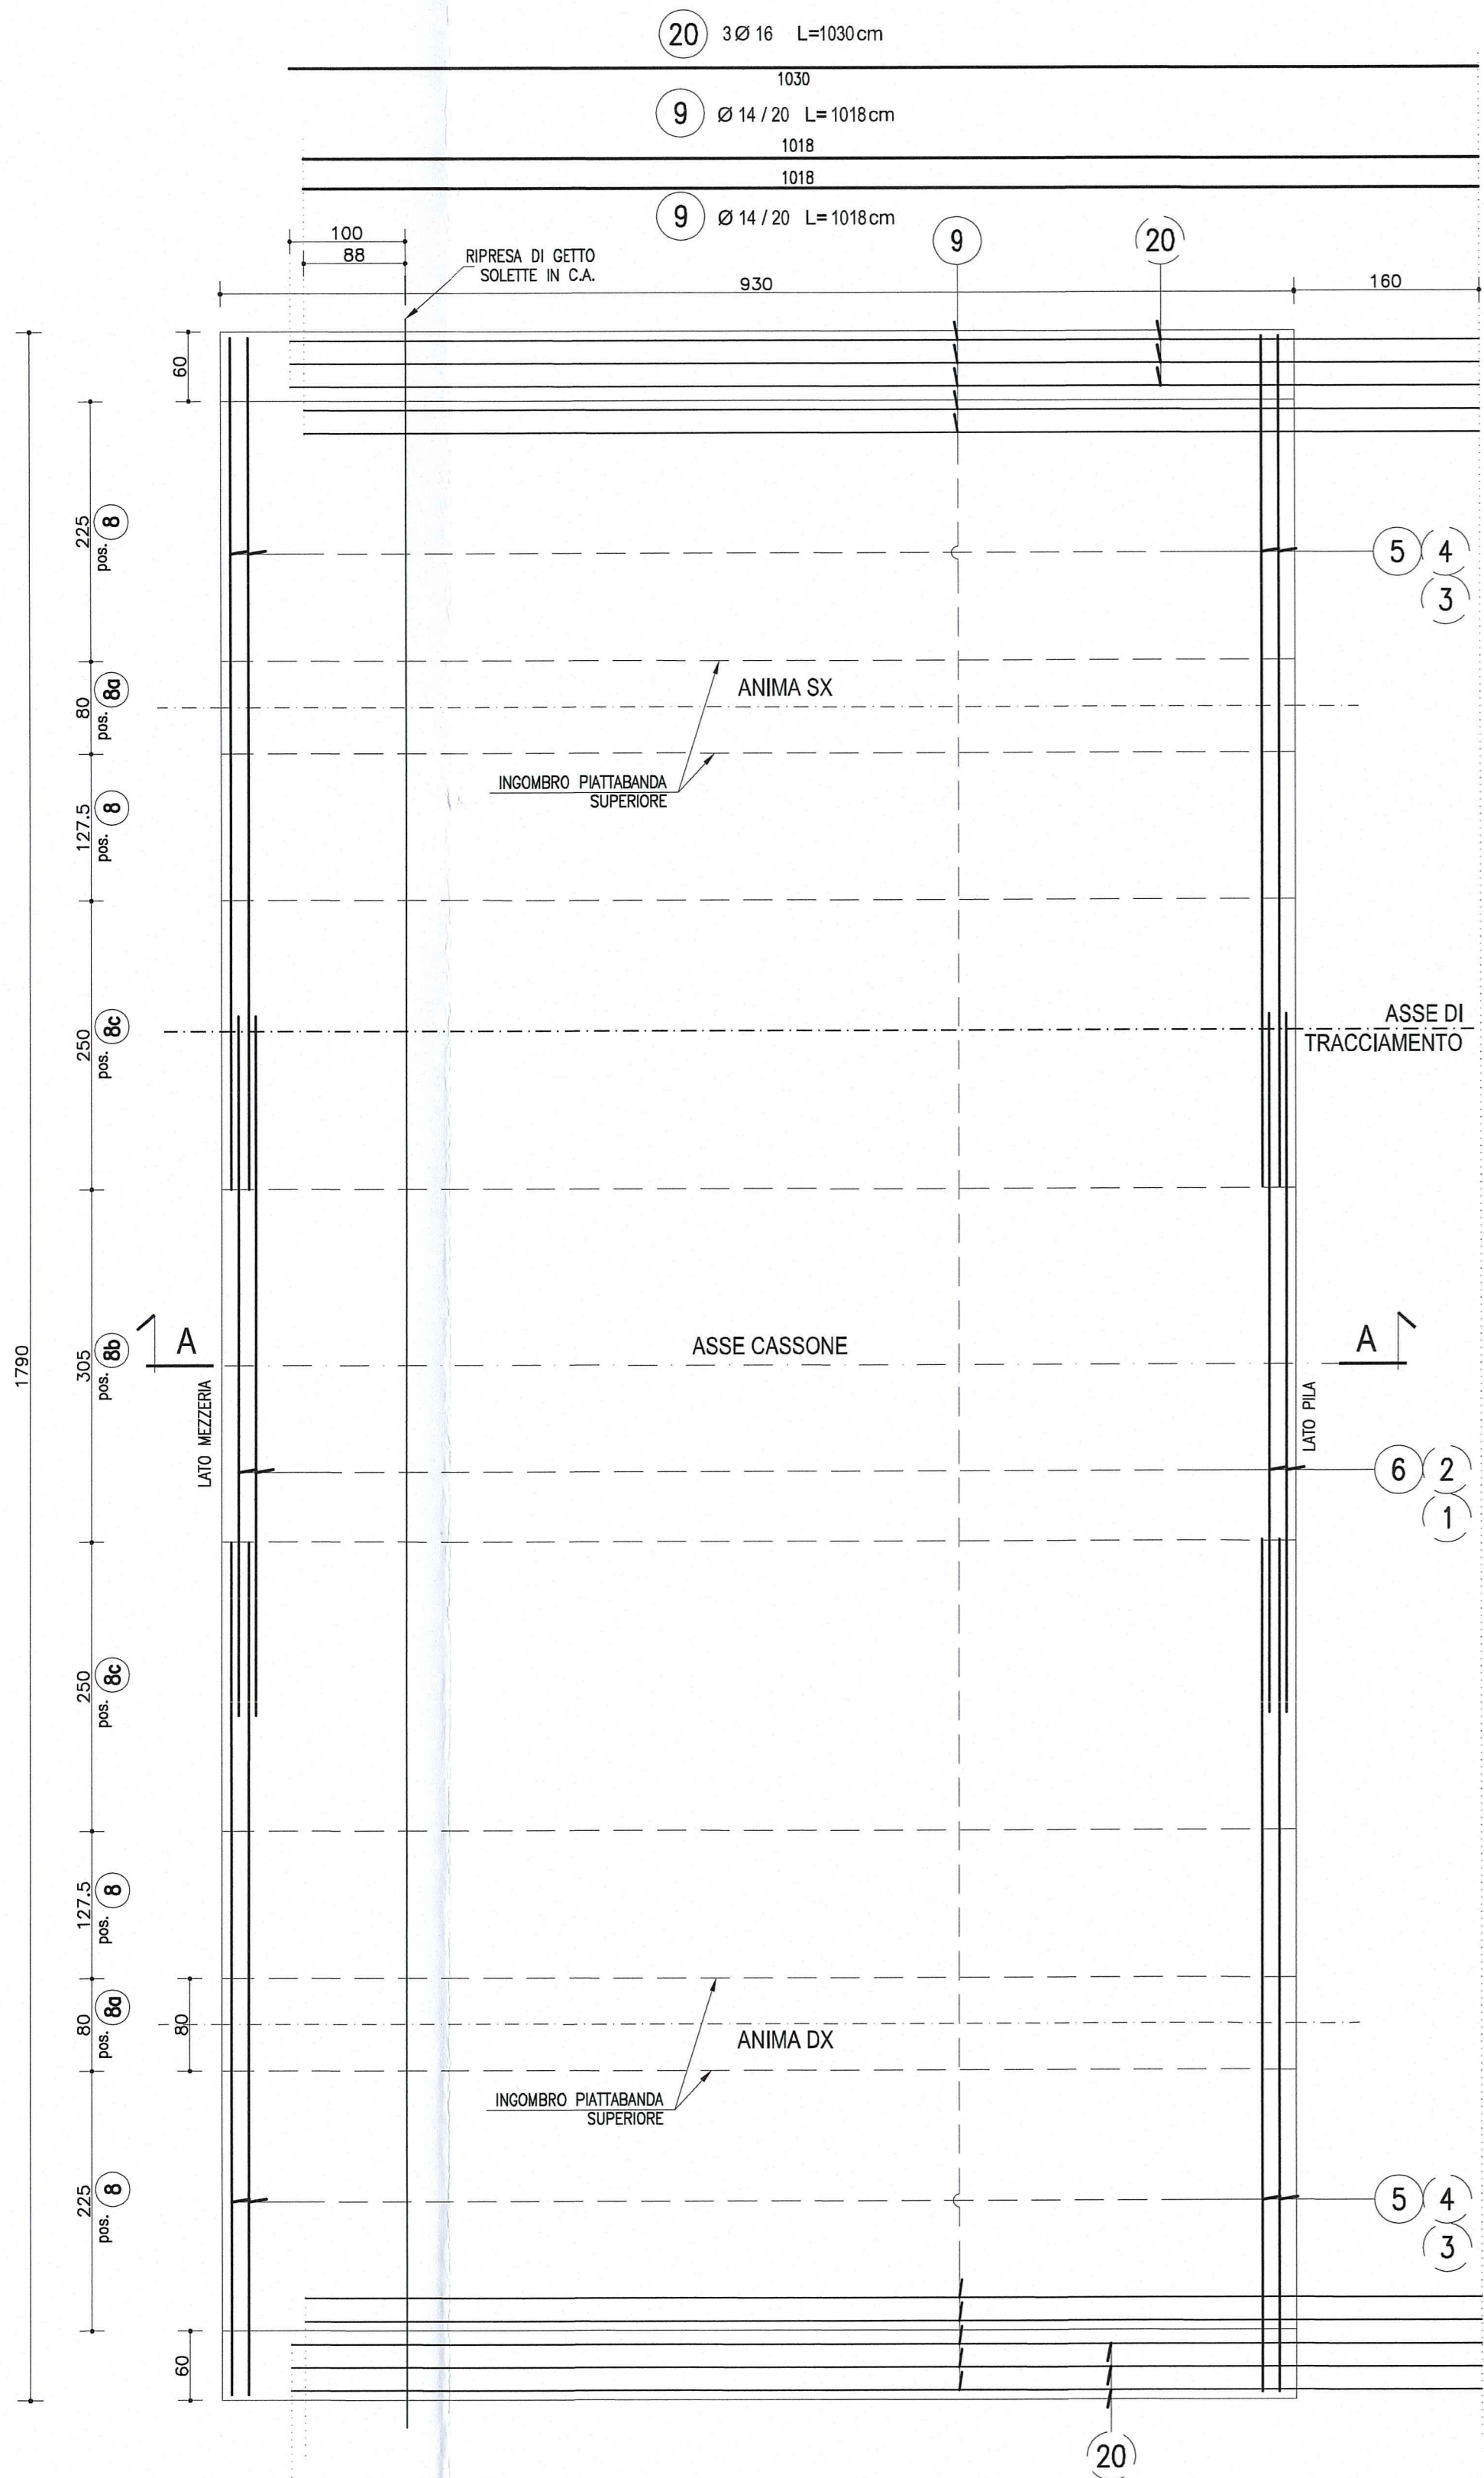 20 3Ø 16 L=1030cm
1030
9 Ø 14 / 20 L=1018cm
1018
1018
9 Ø 14 / 20 L=1018cm
100
88
RIPRESA DI GETTO
SOLETTE IN C.A.
9
20
930
160
60
225
pos. 8
5 4
3
80
pos. 8a
ANIMA SX
INGOMBRO PIATTABANDA
SUPERIORE
127.5
pos. 8
250
pos. 8c
ASSE DI
TRACCIAMENTO
1790
305
pos. 8b
A
ASSE CASSONE
A
LATO MEZZERIA
LATO PILA
6 2
1
250
pos. 8c
127.5
pos. 8
80
pos. 8a
80
ANIMA DX
INGOMBRO PIATTABANDA
SUPERIORE
225
pos. 8
5 4
3
60
20